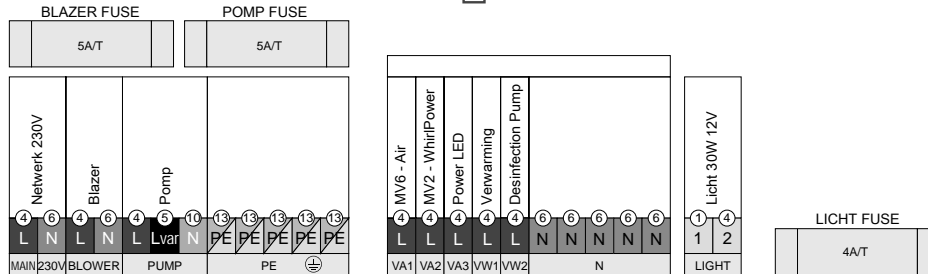 BLAZER FUSE POMP FUSE
5A/T 5A/T
Netwerk 230V
Blazer
Pomp
MV6 - Air
MV2 - WhirlPower
Power LED
Verwarming
Desinfection Pump
Licht 30W 12V
4 6 4 6 4 5 10 13 13 13 13 13 4 4 4 4 4 6 6 6 6 6 1 4
L N L N L Lvar N PE PE PE PE PE L L L L L N N N N N 1 2
MAIN 230V BLOWER PUMP PE VA1 VA2 VA3 VW1 VW2 N LIGHT
LICHT FUSE
4A/T